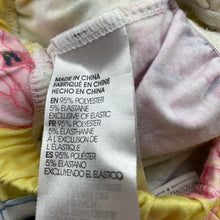 MADE IN CHINA
FABRIQUÉ EN CHINE
HECHO EN CHINA
EN 95% POLYESTER
5% ELASTANE
EXCLUSIVE OF ELASTIC
FR 95% POLYESTER
5% ÉLASTHANNE
À L'EXCLUSION DE
L'ÉLASTIQUE
ES 95% POLIÉSTER
5% ELASTANO
EXCLUYENDO EL ELÁSTICO